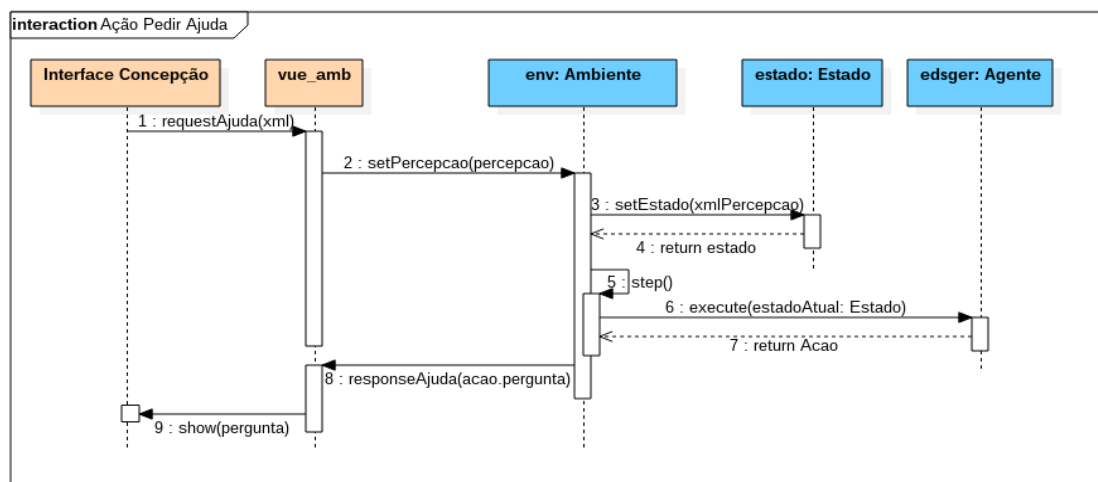 interaction Ação Pedir Ajuda
Interface Concepção
vue_amb
env: Ambiente
estado: Estado
edsger: Agente
1 : requestAjuda(xml)
2 : setPercepcao(percepcao)
3 : setEstado(xmlPercepcao)
4 : return estado
5 : step()
6 : execute(estadoAtual: Estado)
7 : return Acao
8 : responseAjuda(acao.pergunta)
9 : show(pergunta)